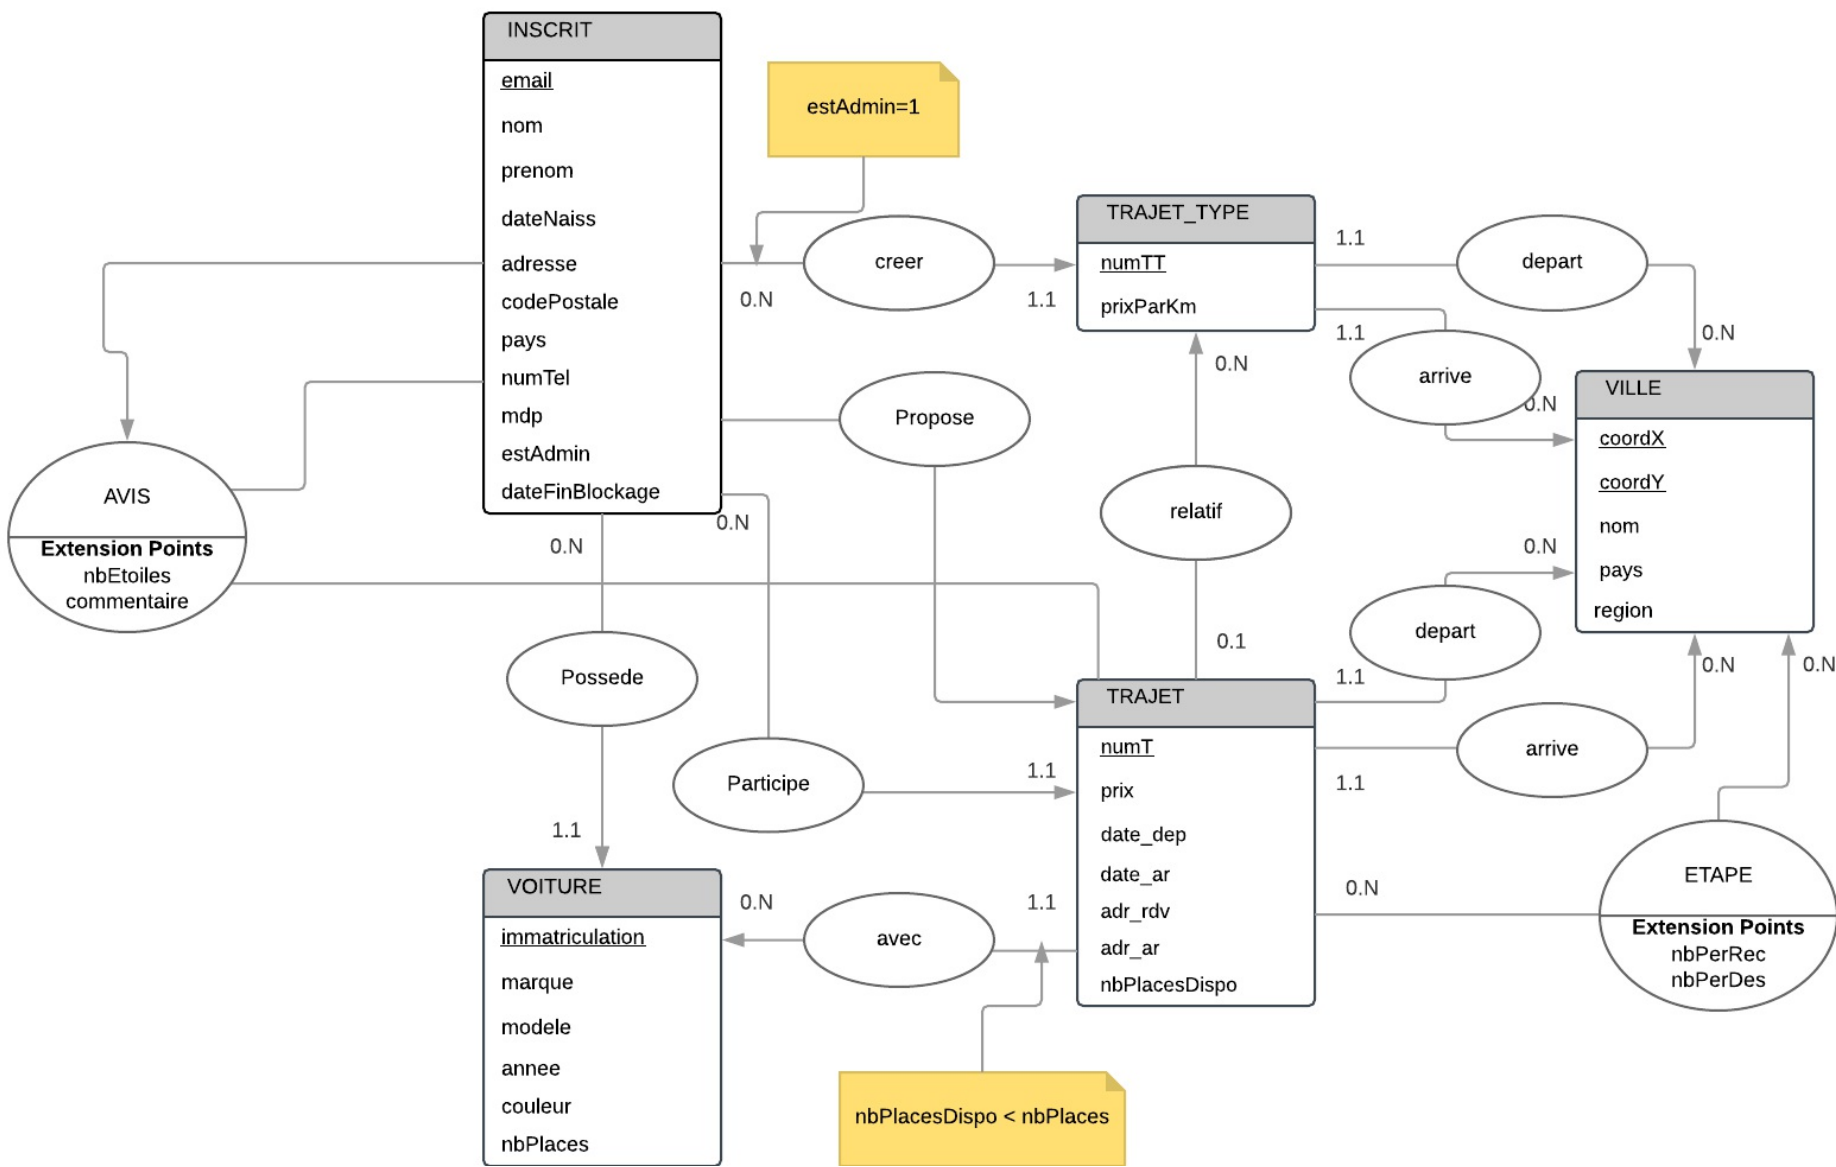 INSCRIT
email
nom
prenom
dateNaiss
adresse
codePostale
pays
numTel
mdp
estAdmin
dateFinBlockage
estAdmin=1
0.N
creer
1.1
TRAJET_TYPE
numTT
prixParKm
1.1
depart
0.N
1.1
arrive
0.N
VILLE
coordX
coordY
nom
pays
region
AVIS
Extension Points
nbEtoiles
commentaire
Propose
0.N
relatif
0.1
0.N
0.N
Possede
1.1
Participe
1.1
0.N
depart
1.1
0.N
arrive
1.1
0.N
TRAJET
numT
prix
date_dep
date_ar
adr_rdv
adr_ar
nbPlacesDispo
0.N
ETAPE
Extension Points
nbPerRec
nbPerDes
VOITURE
immatriculation
marque
modele
annee
couleur
nbPlaces
0.N
avec
1.1
nbPlacesDispo < nbPlaces